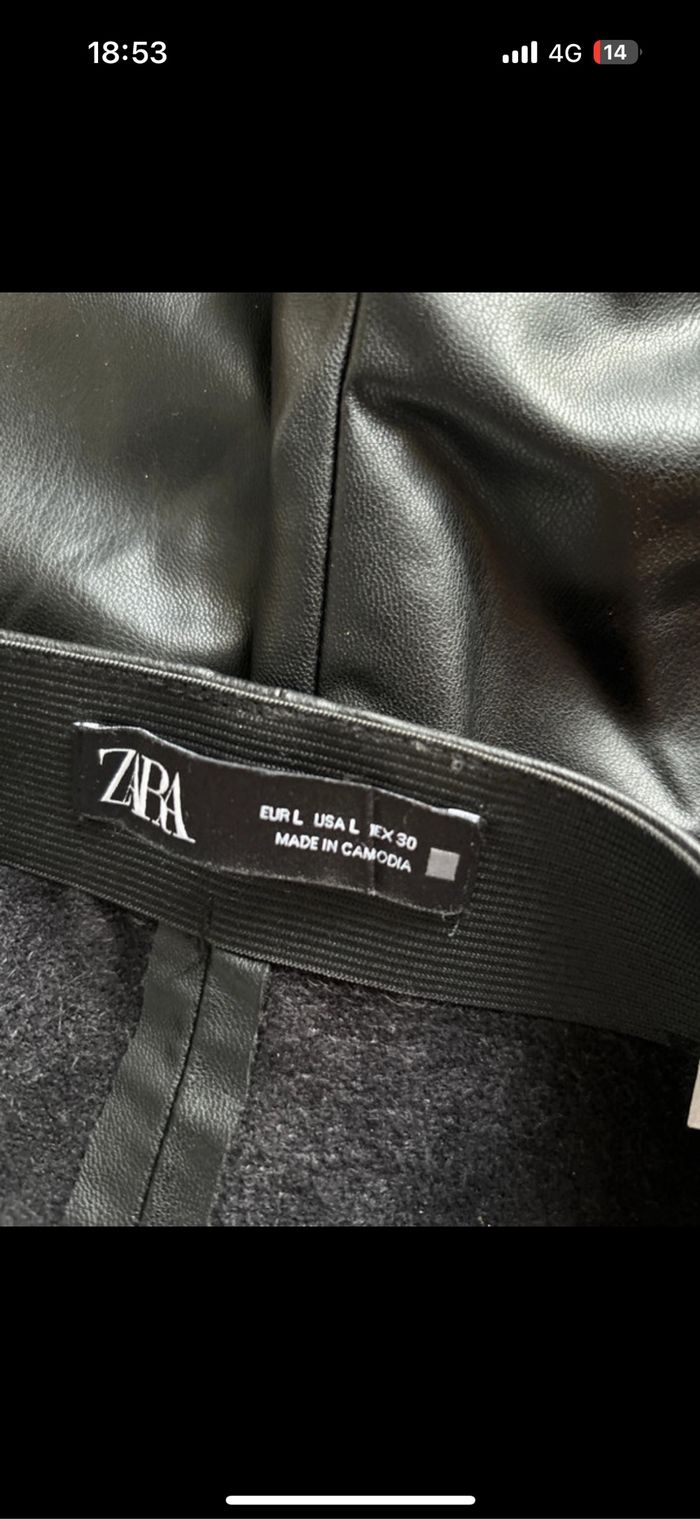 18:53 4G 14
ZARA
EUR L USA L MEX 30
MADE IN CAMODIA